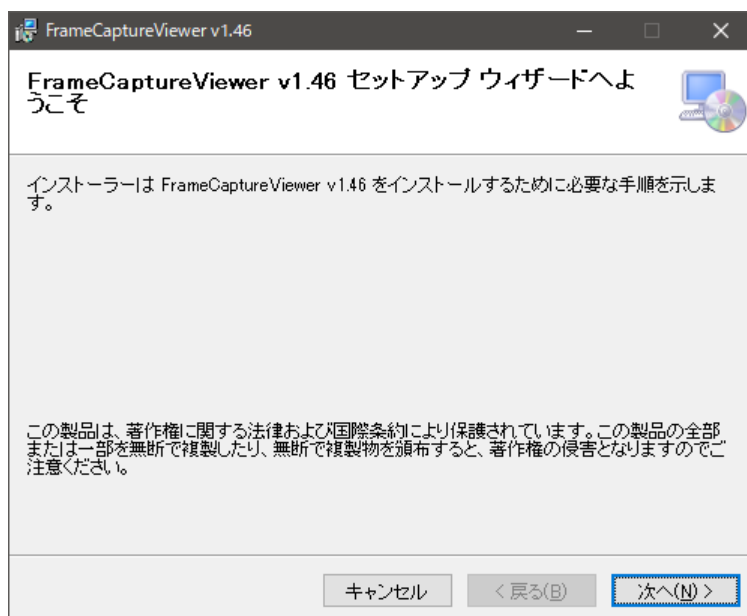 FrameCaptureViewer v1.46
FrameCaptureViewer v1.46 セットアップ ウィザードへよ
うこそ
インストーラーは FrameCaptureViewer v1.46 をインストールするために必要な手順を示しま
す。
この製品は、著作権に関する法律および国際条約により保護されています。この製品の全部
または一部を無断で複製したり、無断で複製物を頒布すると、著作権の侵害となりますのでご
注意ください。
キャンセル
< 戻る(B)
次へ(N) >